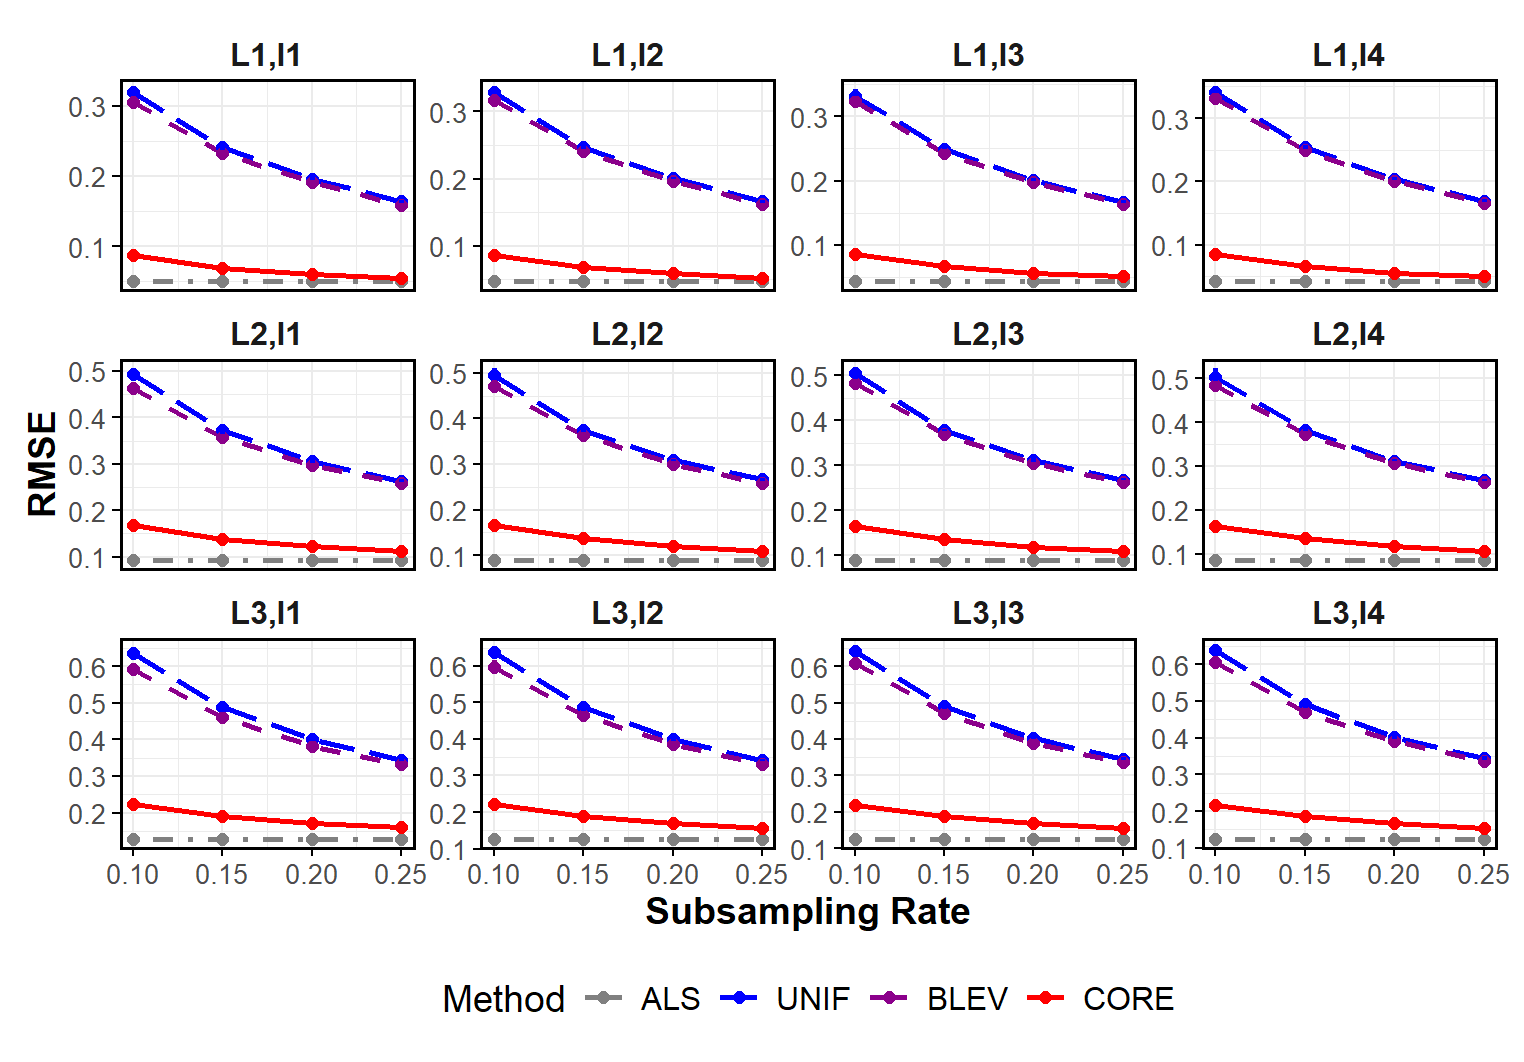 L1,I1 L1,I2 L1,I3 L1,I4
0.3 0.3 0.3 0.3
0.2 0.2 0.2 0.2
0.1 0.1 0.1 0.1
L2,I1 L2,I2 L2,I3 L2,I4
0.5 0.5 0.5 0.5
0.4 0.4 0.4 0.4
0.3 0.3 0.3 0.3
0.2 0.2 0.2 0.2
0.1 0.1 0.1 0.1
RMSE
L3,I1 L3,I2 L3,I3 L3,I4
0.6 0.6 0.6 0.6
0.5 0.5 0.5 0.5
0.4 0.4 0.4 0.4
0.3 0.3 0.3 0.3
0.2 0.2 0.2 0.2
0.1 0.1 0.1
0.10 0.15 0.20 0.25 0.10 0.15 0.20 0.25 0.10 0.15 0.20 0.25 0.10 0.15 0.20 0.25
Subsampling Rate
Method ALS UNIF BLEV CORE